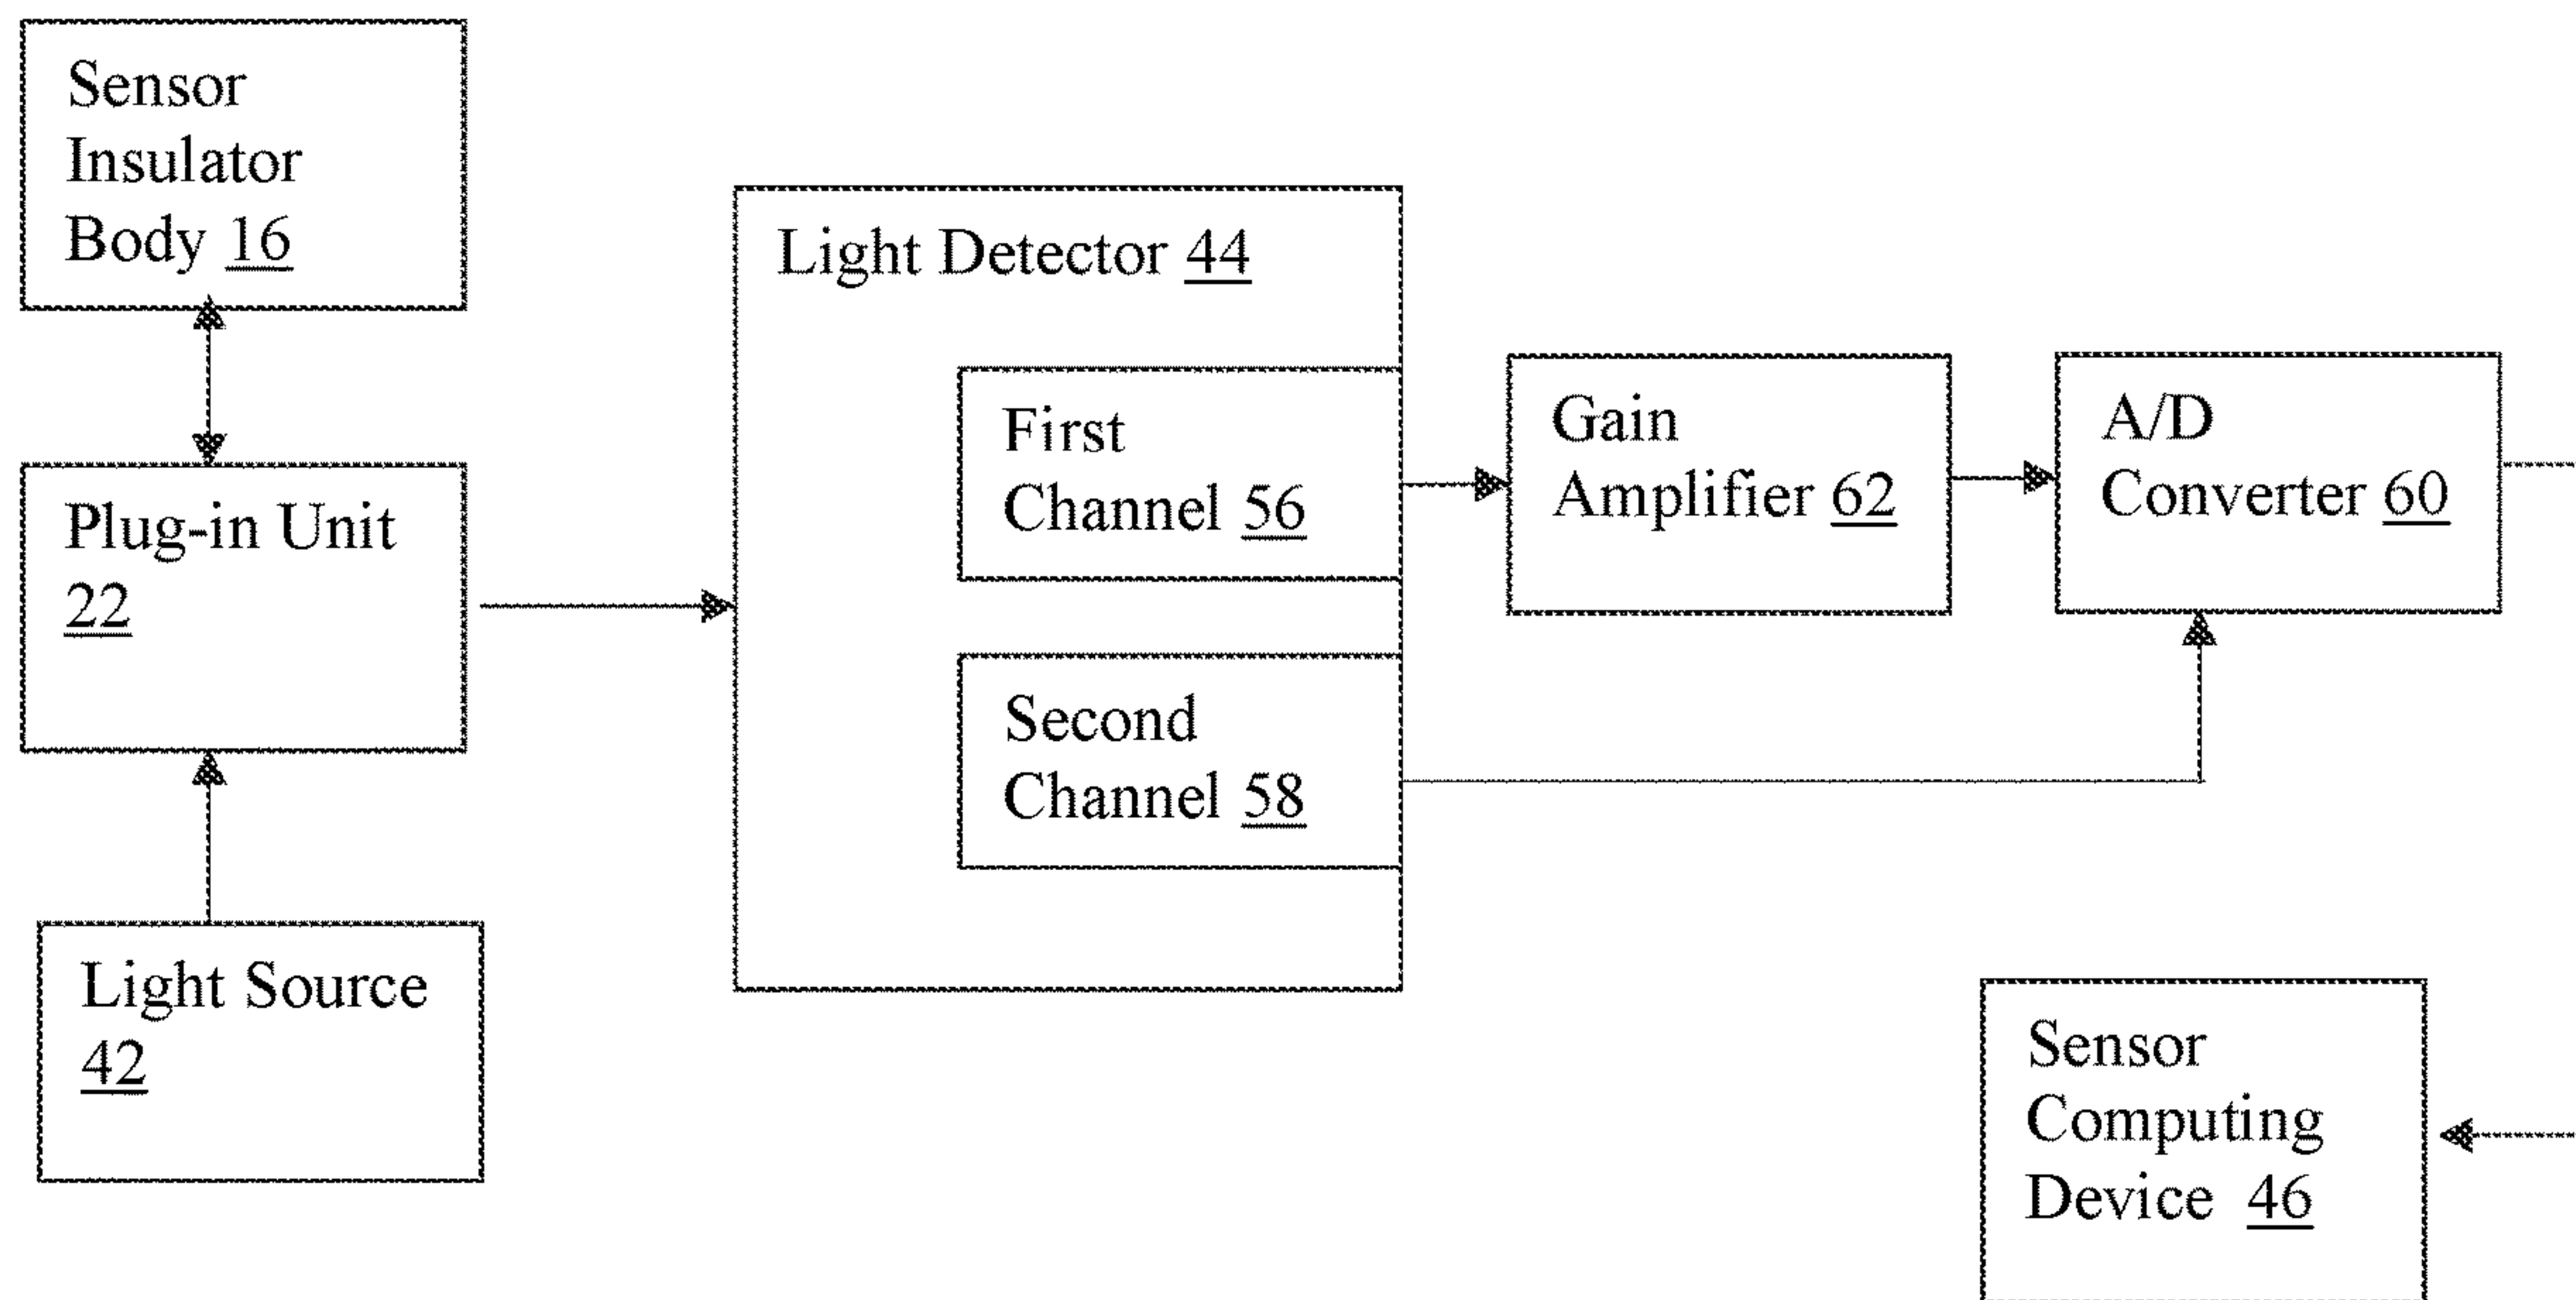 Sensor
Insulator
Body 16
Plug-in Unit
22
Light Source
42
Light Detector 44
First
Channel 56
Second
Channel 58
Gain
Amplifier 62
A/D
Converter 60
Sensor
Computing
Device 46